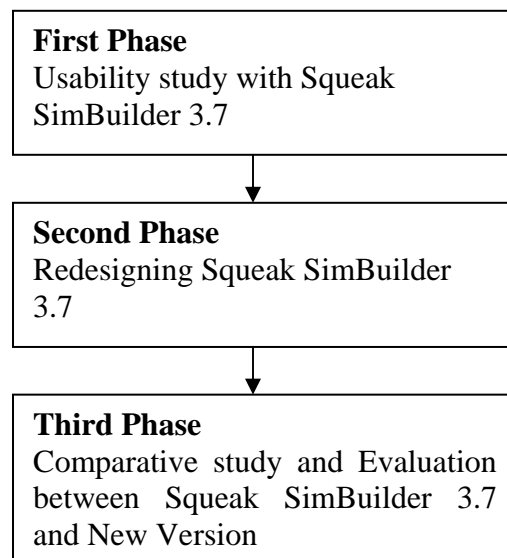 First Phase
Usability study with Squeak
SimBuilder 3.7
Second Phase
Redesigning Squeak SimBuilder
3.7
Third Phase
Comparative study and Evaluation
between Squeak SimBuilder 3.7
and New Version